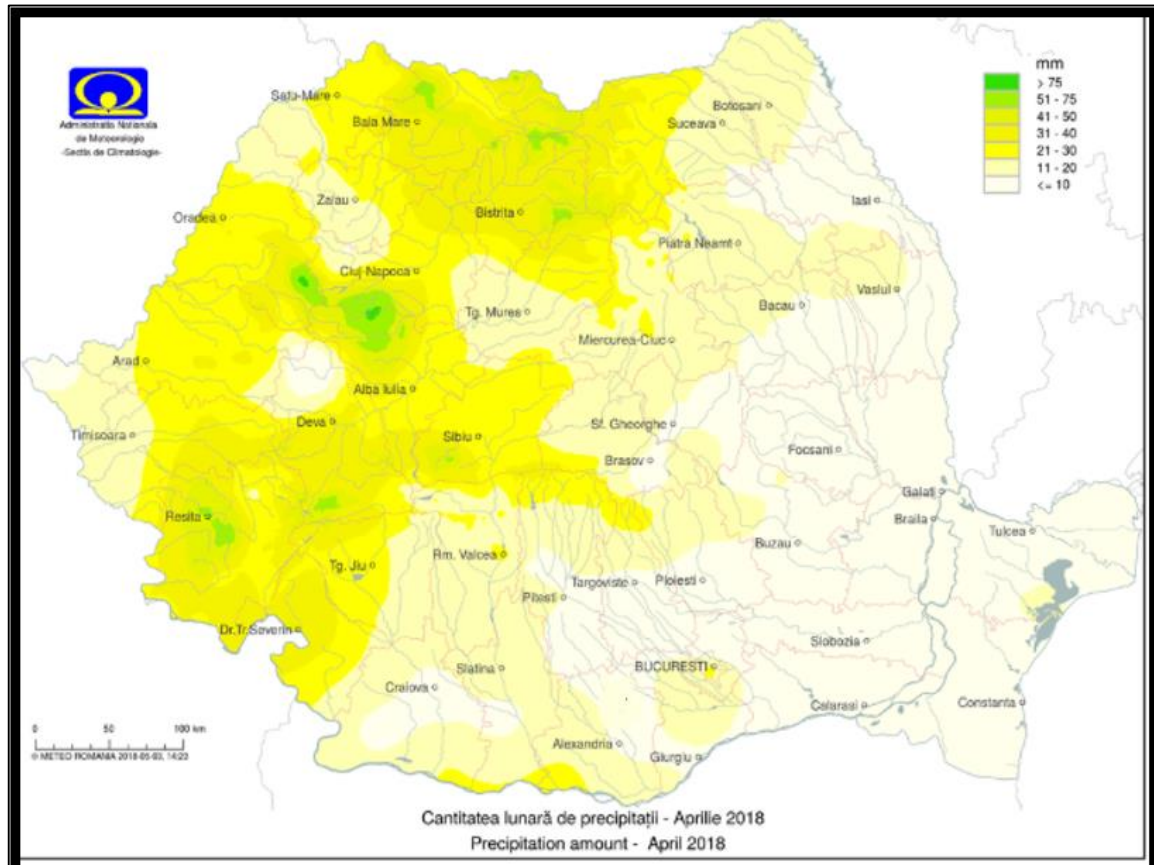 Administratia Nationala
de Meteorologie
-Sectia de Climatologie-
mm
> 75
51 - 75
41 - 50
31 - 40
21 - 30
11 - 20
<= 10
Satu-Mare
Baia Mare
Botosani
Suceava
Zalau
Iasi
Oradea
Bistrita
Piatra Neamt
Cluj-Napoca
Vaslui
Tg. Mures
Bacau
Miercurea-Ciuc
Arad
Alba Iulia
Deva
Sf. Gheorghe
Timisoara
Sibiu
Focsani
Brasov
Galati
Resita
Braila
Tulcea
Rm. Valcea
Buzau
Tg. Jiu
Targoviste
Ploiesti
Pitesti
Dr.Tr.Severin
Slobozia
Slatina
BUCURESTI
Craiova
Calarasi
Constanta
0 50 100 km
Alexandria
Giurgiu
© METEO ROMANIA 2018-05-03, 14:23
Cantitatea lunară de precipitații - Aprilie 2018
Precipitation amount - April 2018